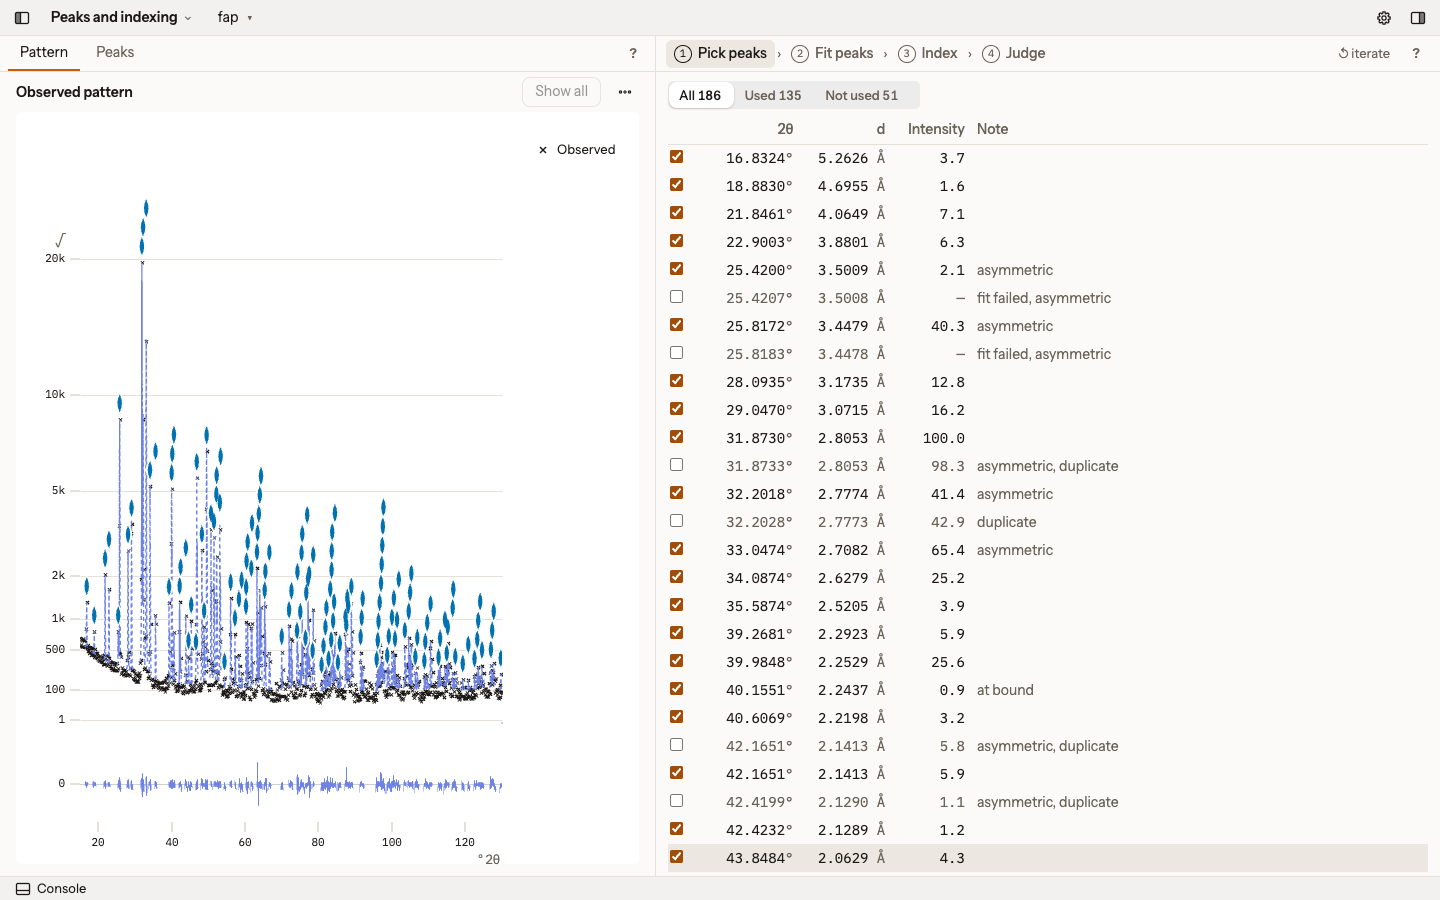 Peaks and indexing fap
Pattern Peaks ?
1 Pick peaks › 2 Fit peaks › 3 Index › 4 Judge iterate ?
Observed pattern Show all
All 186 Used 135 Not used 51
2θ d Intensity Note
× Observed
√
20k
10k
5k
2k
1k
500
100
1
0
20 40 60 80 100 120
°2θ
16.8324° 5.2626 Å 3.7
18.8830° 4.6955 Å 1.6
21.8461° 4.0649 Å 7.1
22.9003° 3.8801 Å 6.3
25.4200° 3.5009 Å 2.1 asymmetric
25.4207° 3.5008 Å — fit failed, asymmetric
25.8172° 3.4479 Å 40.3 asymmetric
25.8183° 3.4478 Å — fit failed, asymmetric
28.0935° 3.1735 Å 12.8
29.0470° 3.0715 Å 16.2
31.8730° 2.8053 Å 100.0
31.8733° 2.8053 Å 98.3 asymmetric, duplicate
32.2018° 2.7774 Å 41.4 asymmetric
32.2028° 2.7773 Å 42.9 duplicate
33.0474° 2.7082 Å 65.4 asymmetric
34.0874° 2.6279 Å 25.2
35.5874° 2.5205 Å 3.9
39.2681° 2.2923 Å 5.9
39.9848° 2.2529 Å 25.6
40.1551° 2.2437 Å 0.9 at bound
40.6069° 2.2198 Å 3.2
42.1651° 2.1413 Å 5.8 asymmetric, duplicate
42.1651° 2.1413 Å 5.9
42.4199° 2.1290 Å 1.1 asymmetric, duplicate
42.4232° 2.1289 Å 1.2
43.8484° 2.0629 Å 4.3
Console